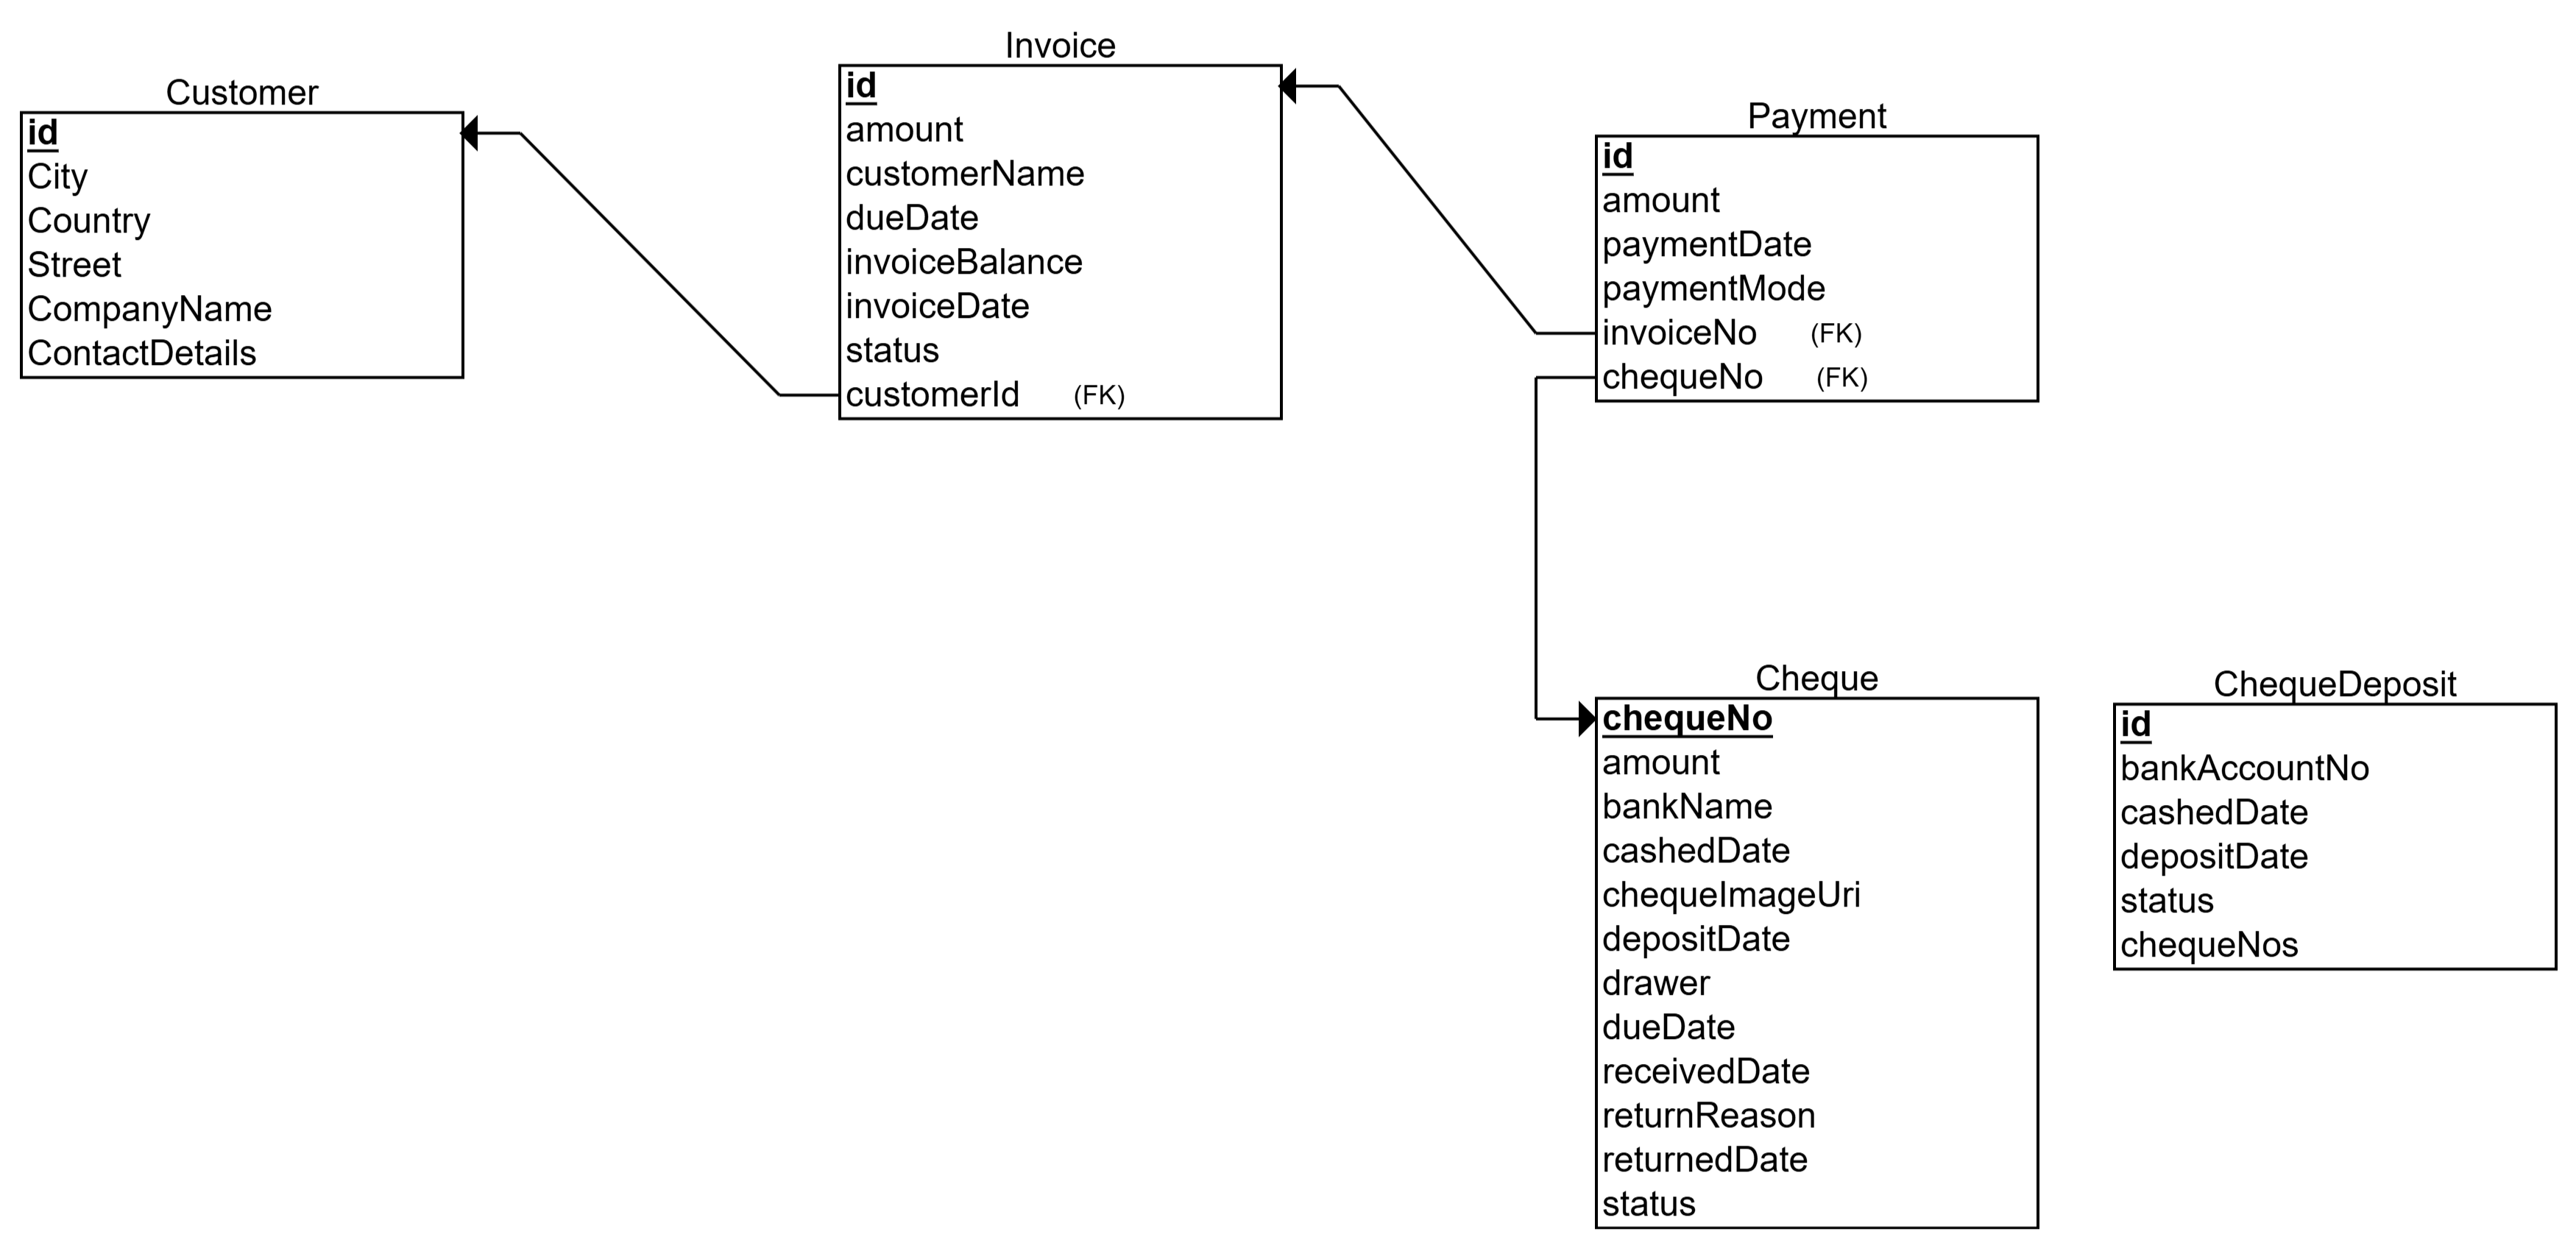 Customer
id
City
Country
Street
CompanyName
ContactDetails
Invoice
id
amount
customerName
dueDate
invoiceBalance
invoiceDate
status
customerId (FK)
Payment
id
amount
paymentDate
paymentMode
invoiceNo (FK)
chequeNo (FK)
Cheque
chequeNo
amount
bankName
cashedDate
chequeImageUri
depositDate
drawer
dueDate
receivedDate
returnReason
returnedDate
status
ChequeDeposit
id
bankAccountNo
cashedDate
depositDate
status
chequeNos